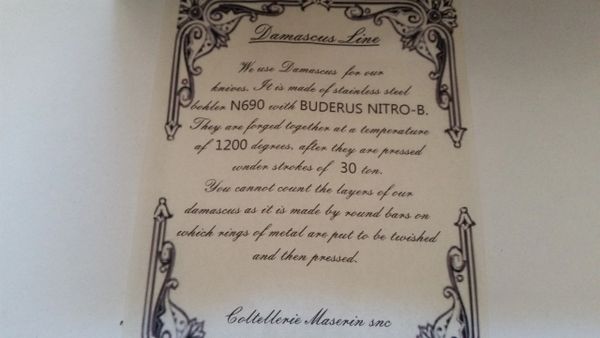 Damascus Line
We use Damascus for our
knives. It is made of stainless steel
bohler N690 with BUDERUS NITRO-B.
They are forged together at a temperature
of 1200 degrees, after they are pressed
under strokes of 30 ton.
You cannot count the layers of our
damascus as it is made by round bars on
which rings of metal are put to be twished
and then pressed.
Coltellerie Maserin snc